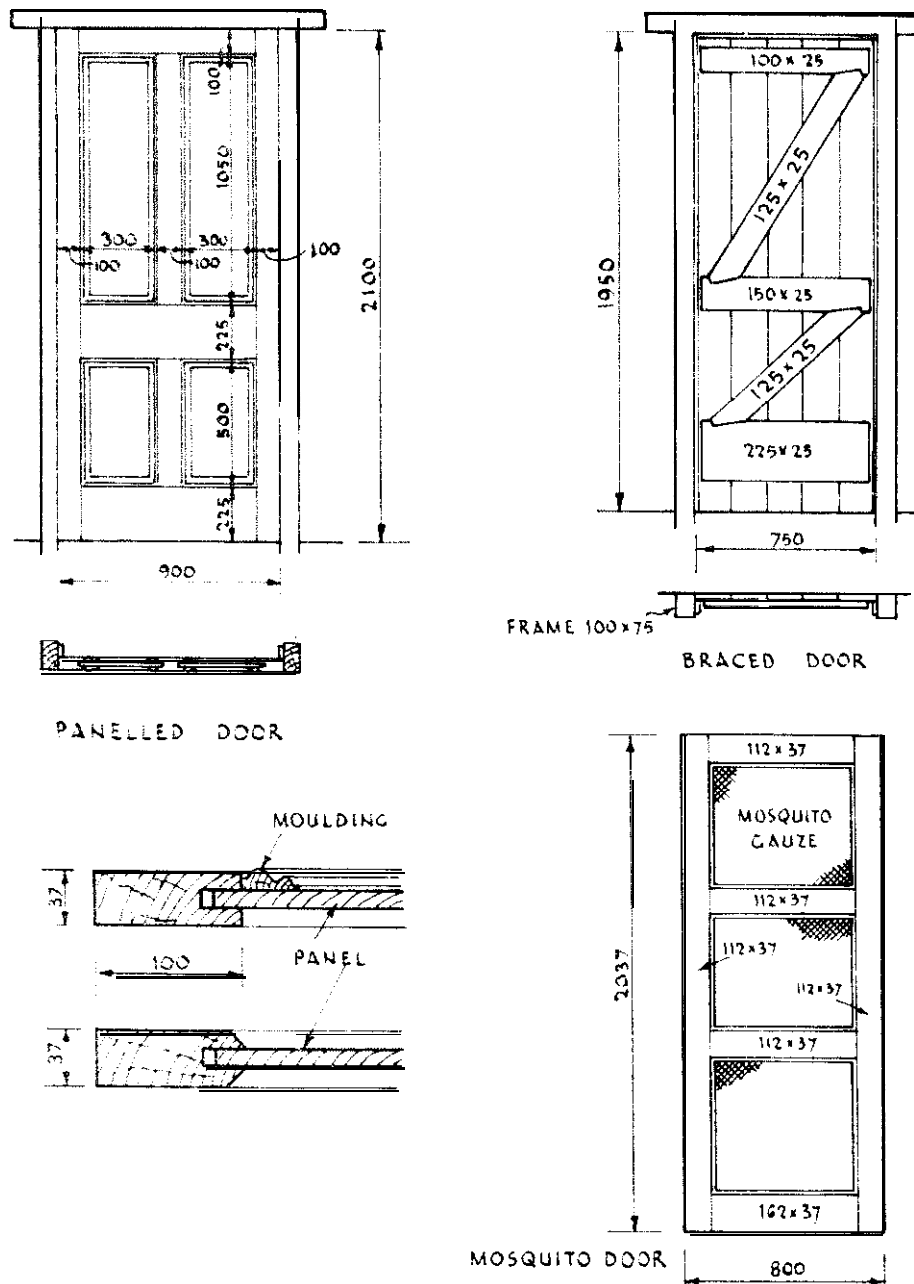 100
1050
300
300
100
100
100
225
500
225
2100
900
PANELLED DOOR
100 × 25
125 × 25
150 × 25
125 × 25
225 × 25
1950
750
FRAME 100×75
BRACED DOOR
MOULDING
37
100
PANEL
37
112 × 37
MOSQUITO
GAUZE
112 × 37
112 × 37
112 × 37
112 × 37
162 × 37
2037
MOSQUITO DOOR
800